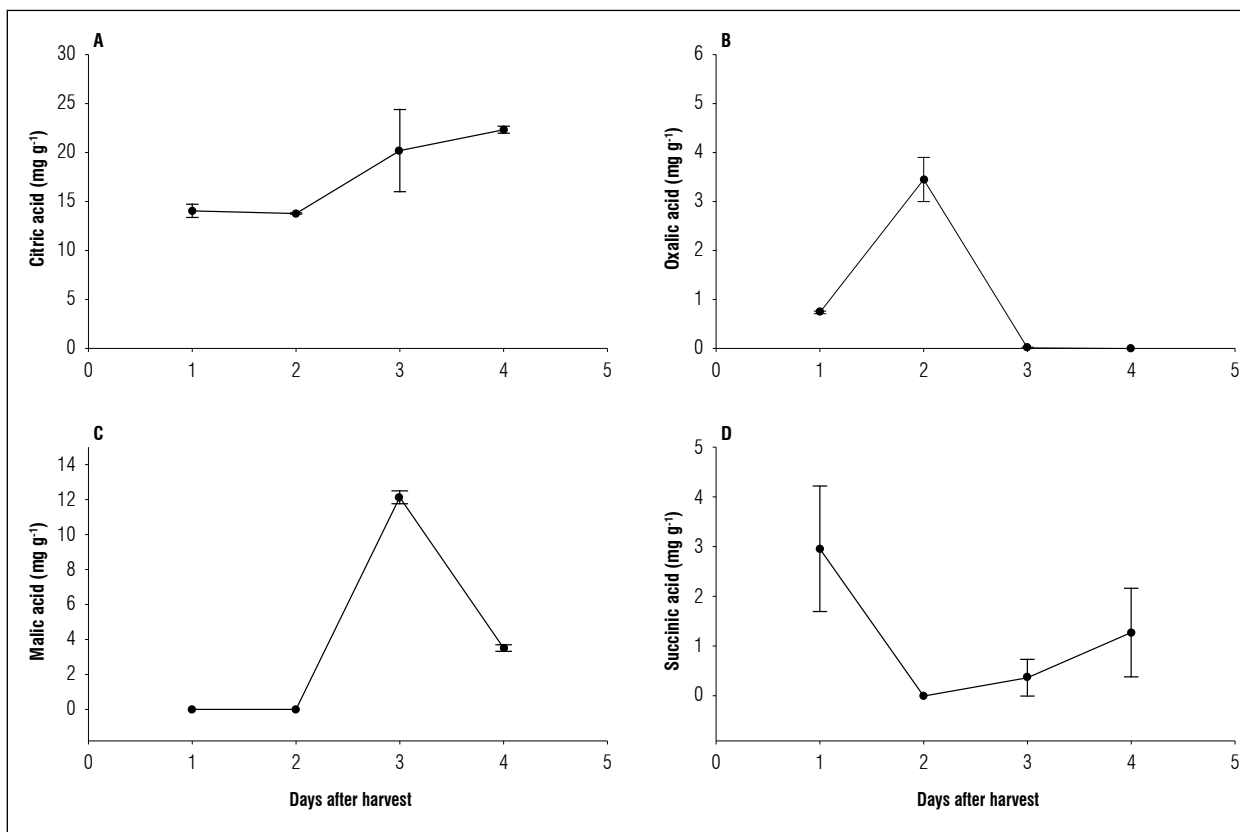 A
30
25
20
15
10
5
0
Citric acid (mg g-1)
0 1 2 3 4 5
B
6
5
4
3
2
1
0
Oxalic acid (mg g-1)
0 1 2 3 4 5
C
14
12
10
8
6
4
2
0
Malic acid (mg g-1)
0 1 2 3 4 5
Days after harvest
D
5
4
3
2
1
0
Succinic acid (mg g-1)
0 1 2 3 4 5
Days after harvest